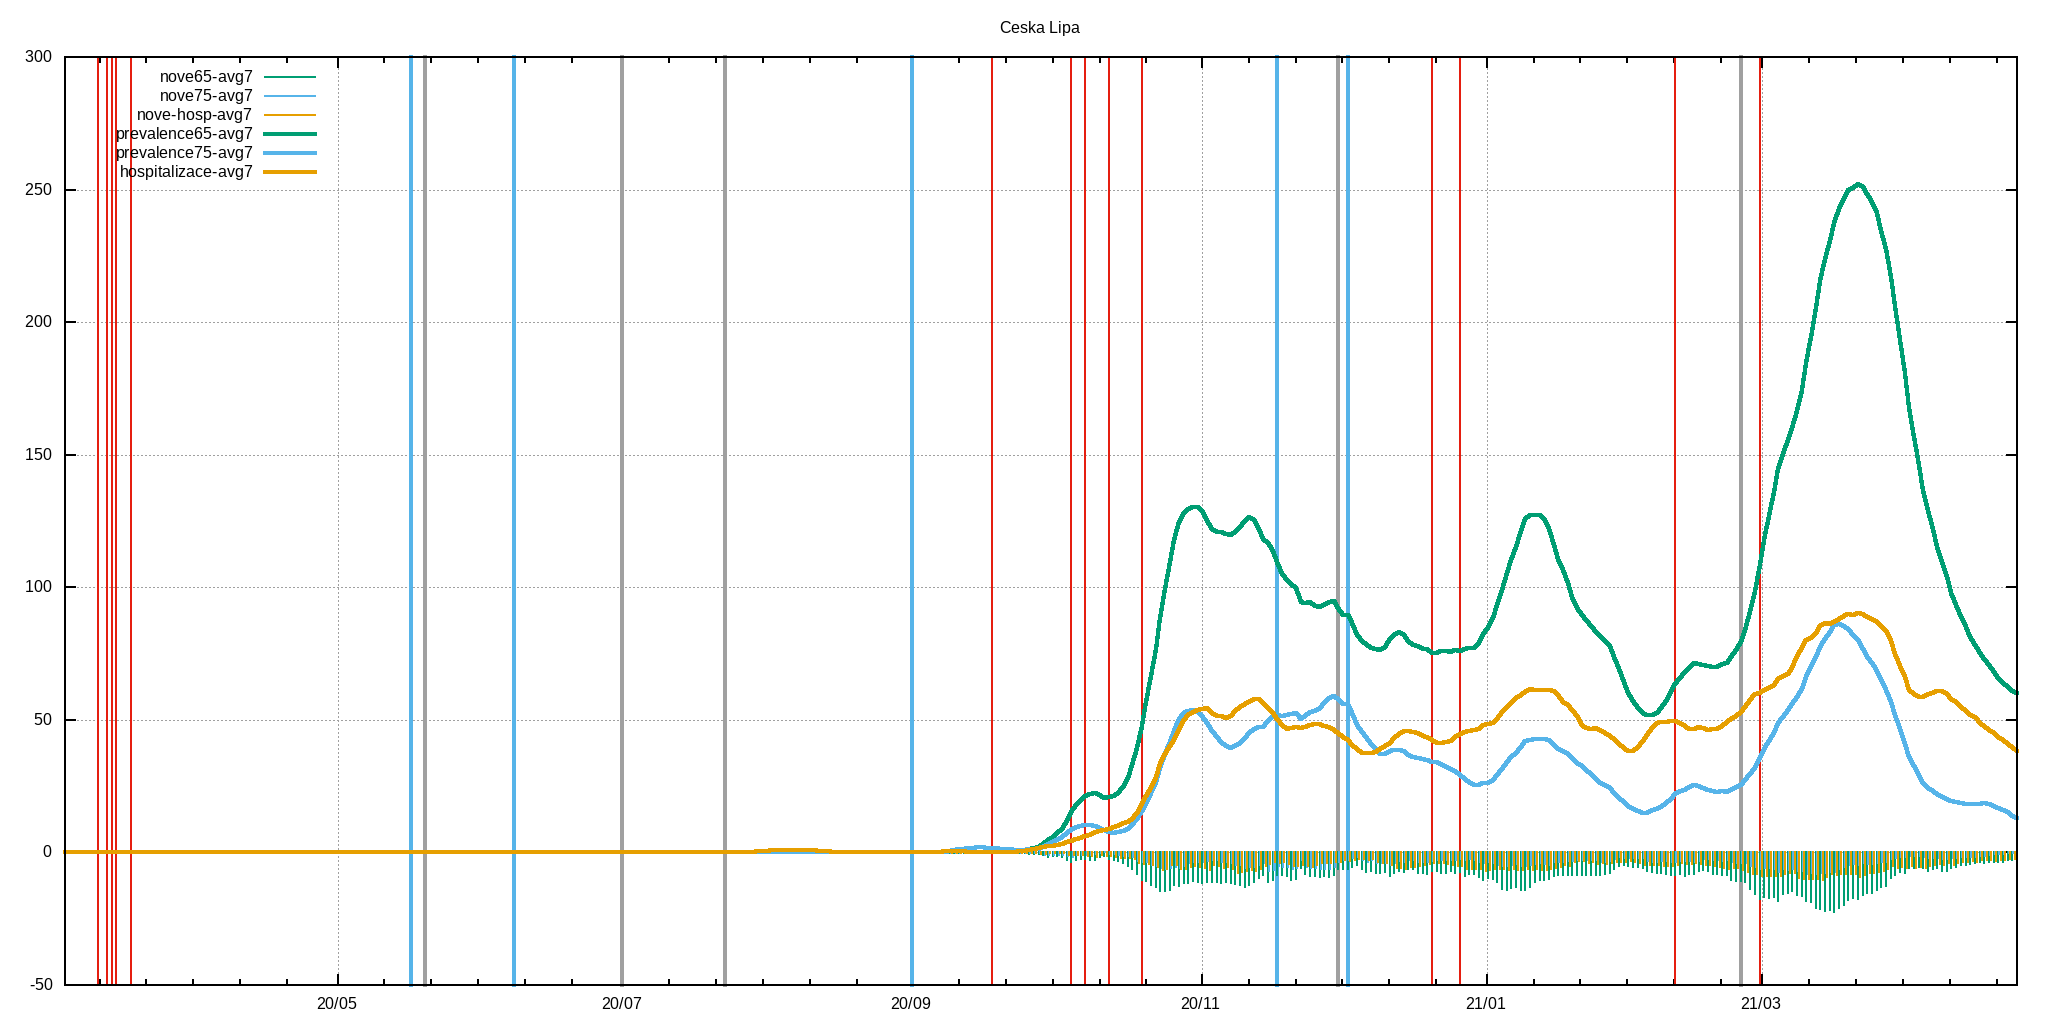 Ceska Lipa
300
nove65-avg7
nove75-avg7
nove-hosp-avg7
prevalence65-avg7
prevalence75-avg7
hospitalizace-avg7
250
200
150
100
50
0
-50
20/05 20/07 20/09 20/11 21/01 21/03